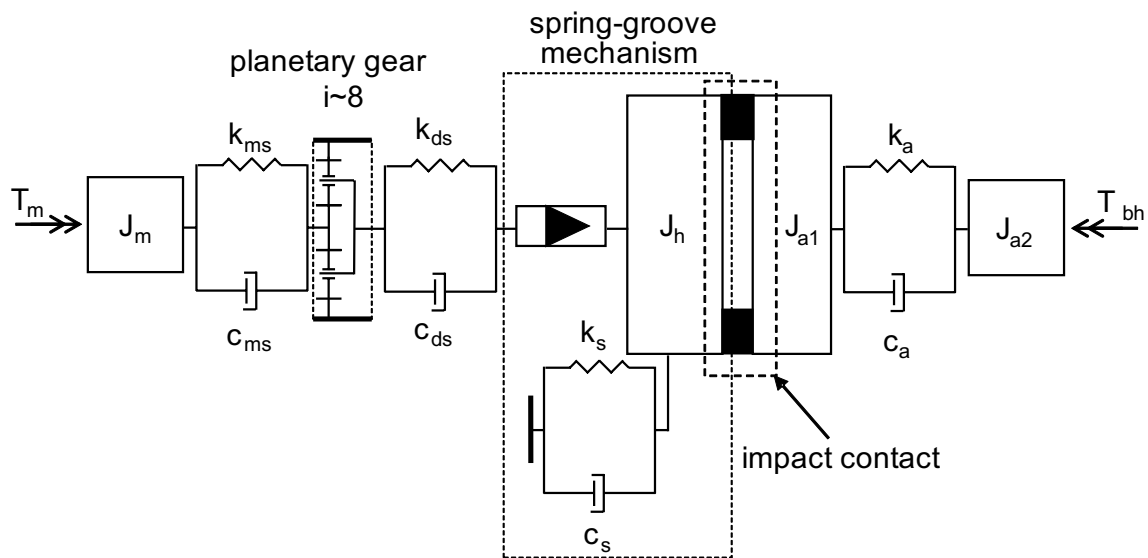 spring-groove
mechanism
planetary gear
i~8
k_ms
k_ds
k_a
T_m
J_m
J_h
J_a1
J_a2
T_bh
c_ms
c_ds
k_s
c_a
impact contact
c_s